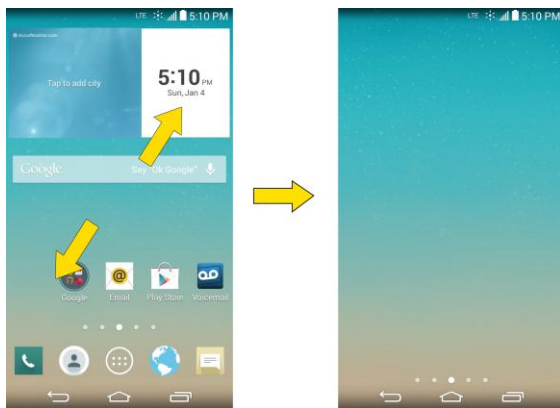 LTE 5:10 PM
AccuWeather.com
Tap to add city
5:10 PM
Sun, Jan 4
Google Say "Ok Google"
Google Email Play Store Voicemail
LTE 5:10 PM